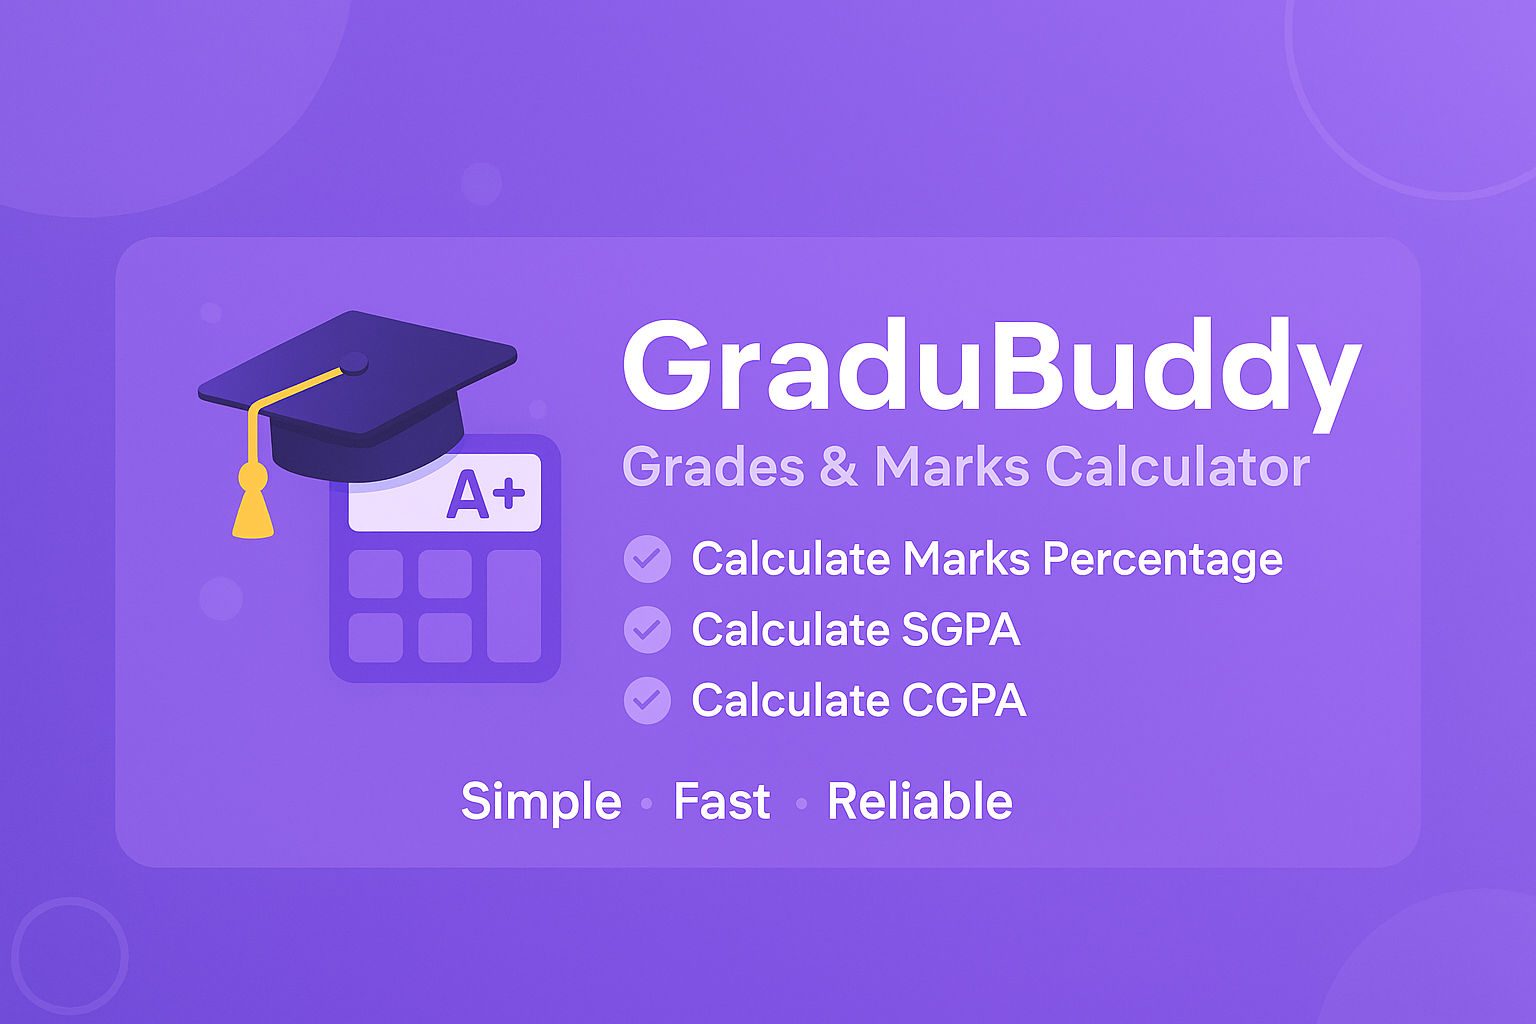 GraduBuddy
Grades & Marks Calculator
A+
Calculate Marks Percentage
Calculate SGPA
Calculate CGPA
Simple • Fast • Reliable